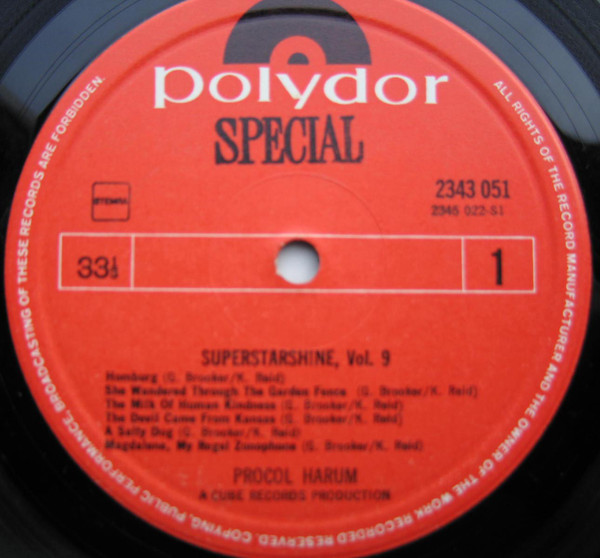 polydor
SPECIAL
STEMRA
2343 051
2345 022-S1
33⅓
1
SUPERSTARSHINE, Vol. 9
Homburg (G. Brooker/K. Reid)
She Wandered Through The Garden Fence (G. Brooker/K. Reid)
The Milk Of Human Kindness (G. Brooker/K. Reid)
The Devil Came From Kansas (G. Brooker/K. Reid)
A Salty Dog (G. Brooker/K. Reid)
Magdalene, My Regal Zonophone (G. Brooker/K. Reid)
PROCOL HARUM
A CUBE RECORDS PRODUCTION
ALL RIGHTS OF THE RECORD MANUFACTURER AND THE OWNER OF THE WORK RECORDED RESERVED. COPYING, PUBLIC PERFORMANCE, BROADCASTING OF THESE RECORDS ARE FORBIDDEN.